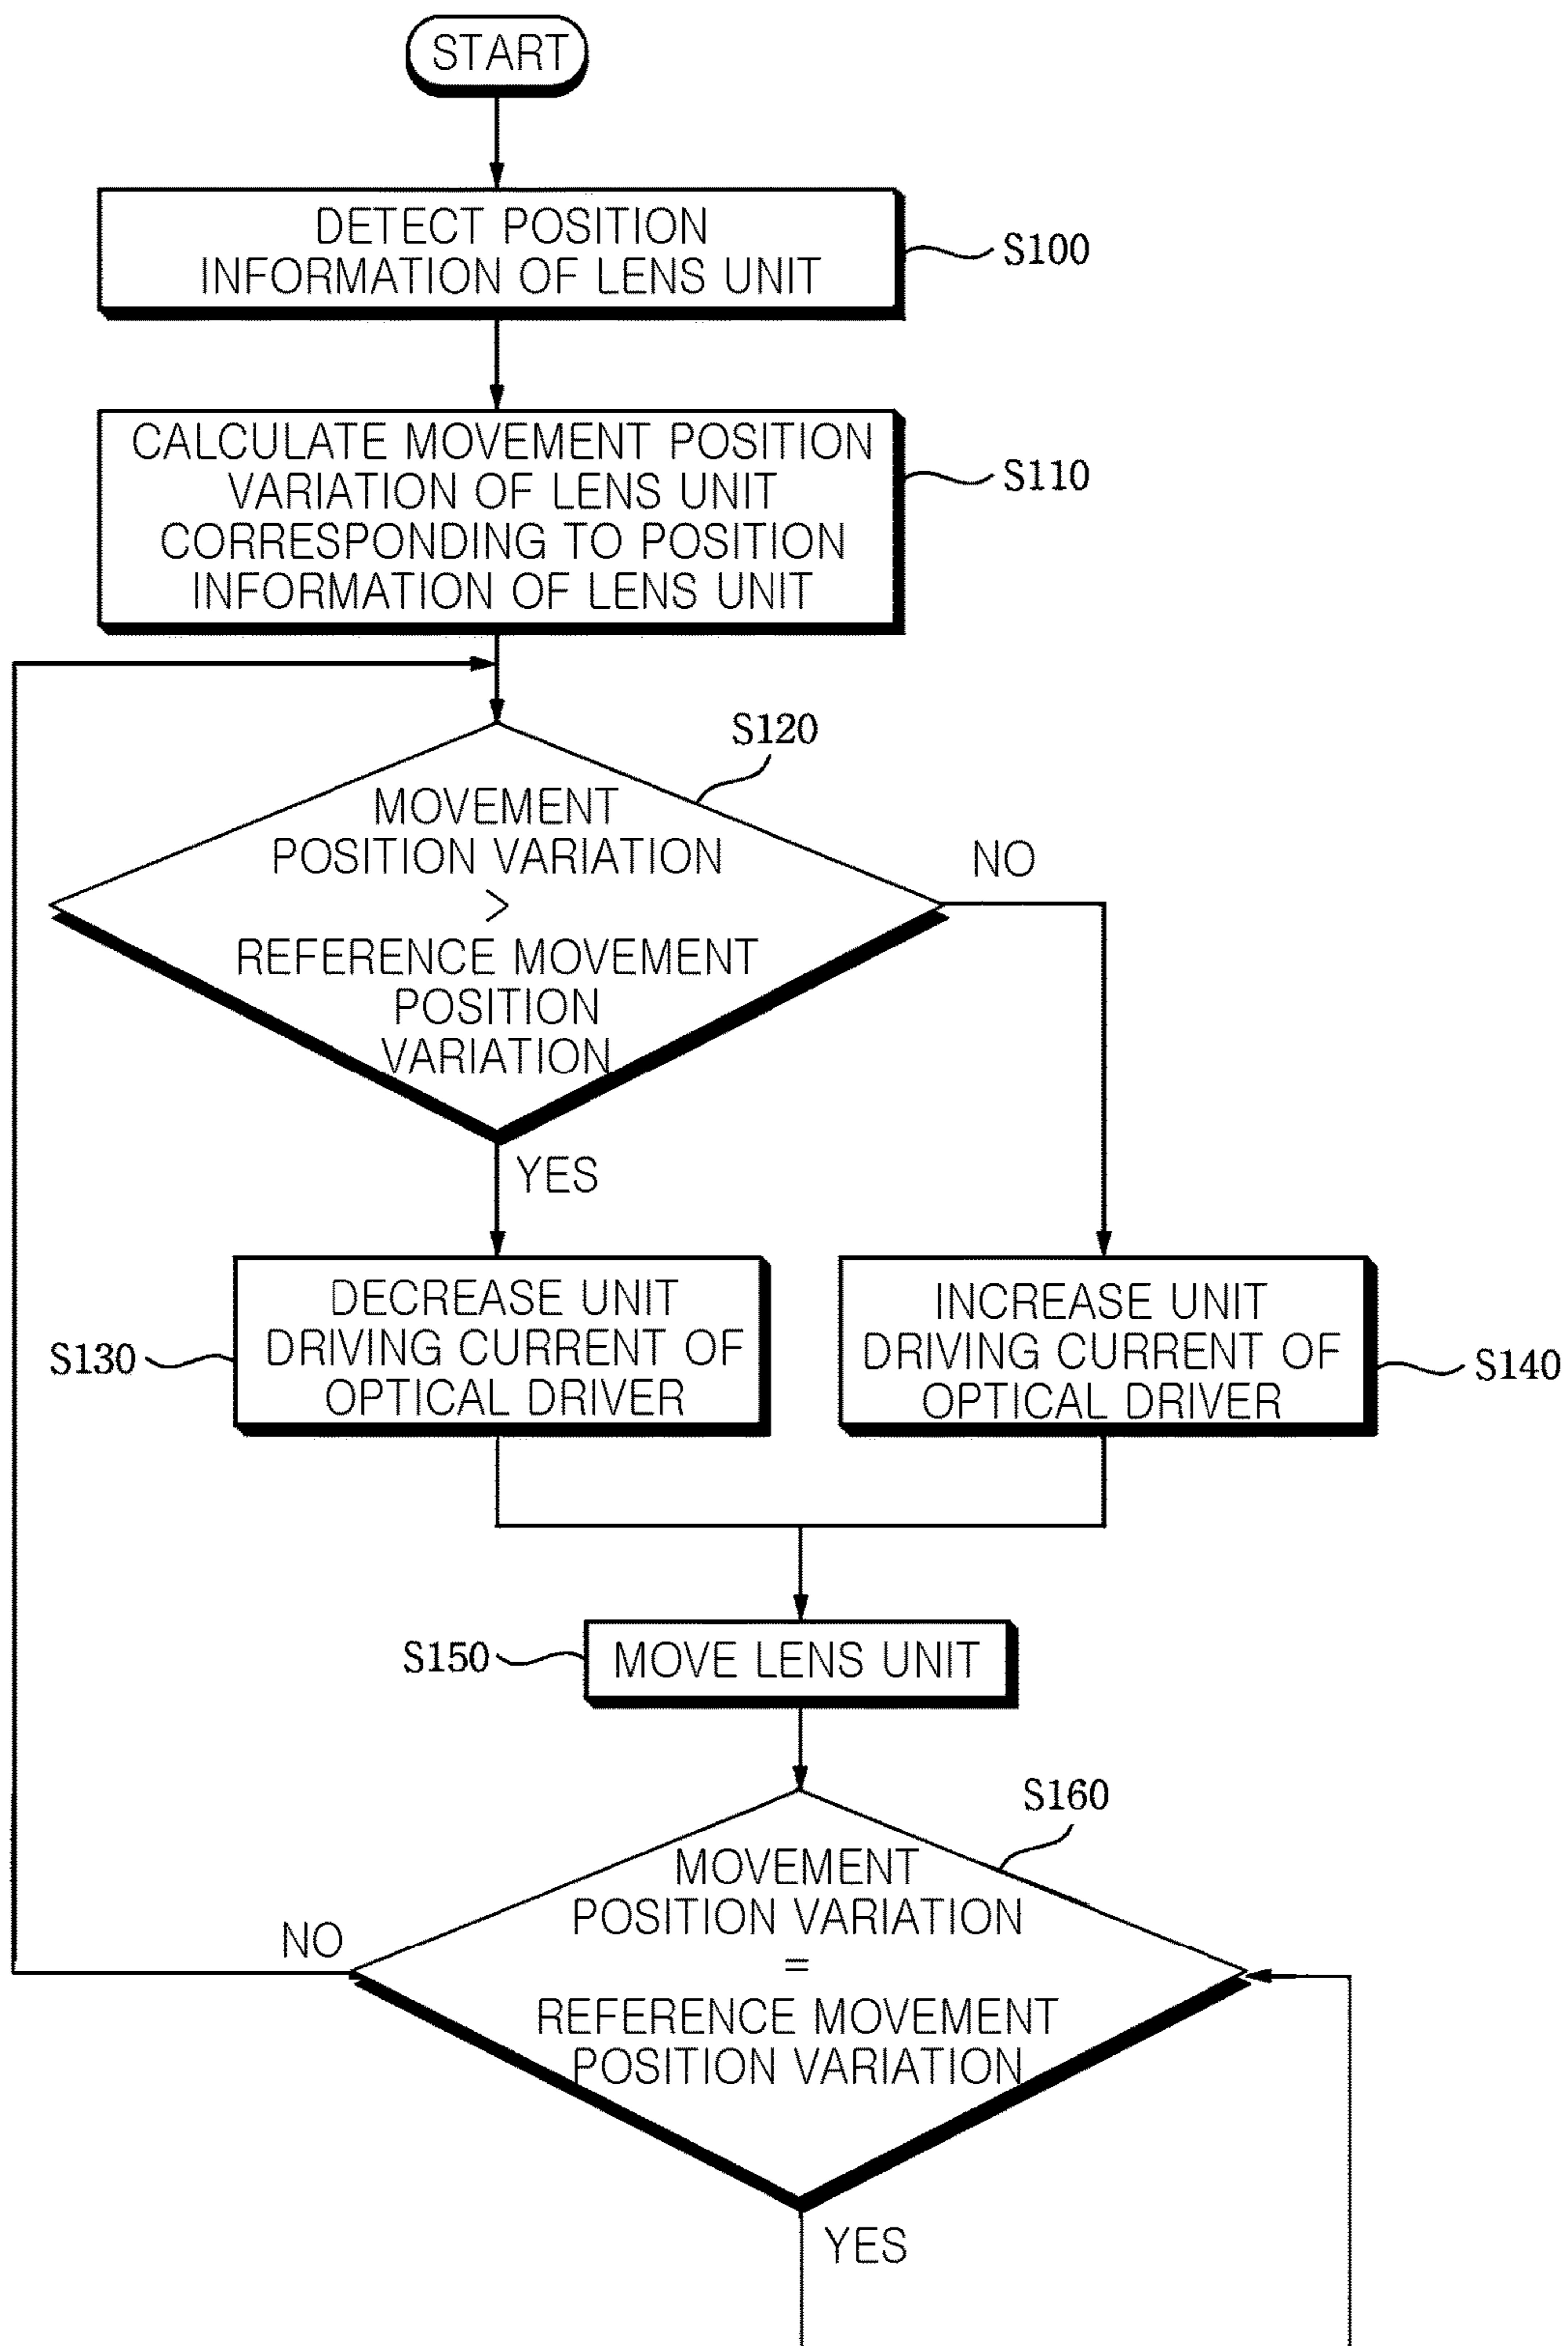 START
DETECT POSITION
INFORMATION OF LENS UNIT
S100
CALCULATE MOVEMENT POSITION
VARIATION OF LENS UNIT
CORRESPONDING TO POSITION
INFORMATION OF LENS UNIT
S110
S120
MOVEMENT
POSITION VARIATION
>
REFERENCE MOVEMENT
POSITION
VARIATION
NO
YES
DECREASE UNIT
DRIVING CURRENT OF
OPTICAL DRIVER
S130
INCREASE UNIT
DRIVING CURRENT OF
OPTICAL DRIVER
S140
S150
MOVE LENS UNIT
S160
MOVEMENT
POSITION VARIATION
=
REFERENCE MOVEMENT
POSITION VARIATION
NO
YES